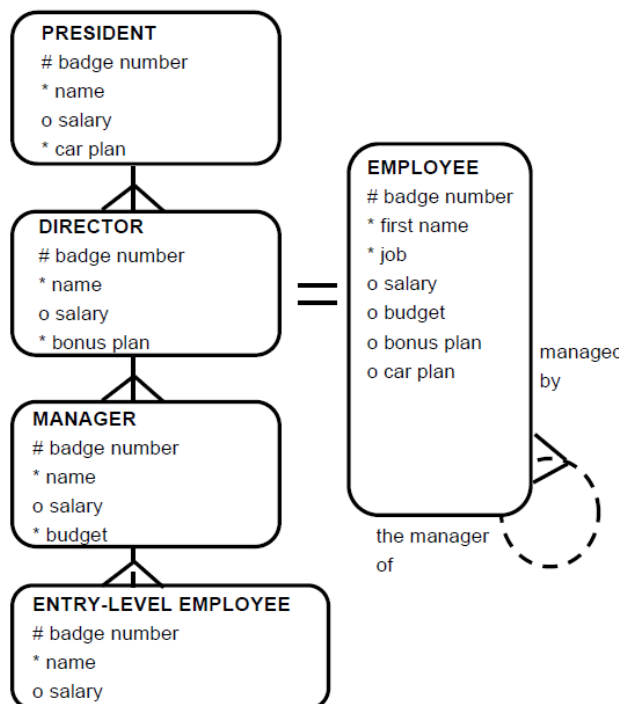 PRESIDENT
# badge number
* name
o salary
* car plan
DIRECTOR
# badge number
* name
o salary
* bonus plan
MANAGER
# badge number
* name
o salary
* budget
ENTRY-LEVEL EMPLOYEE
# badge number
* name
o salary
=
EMPLOYEE
# badge number
* first name
* job
o salary
o budget
o bonus plan
o car plan
managed
by
the manager
of